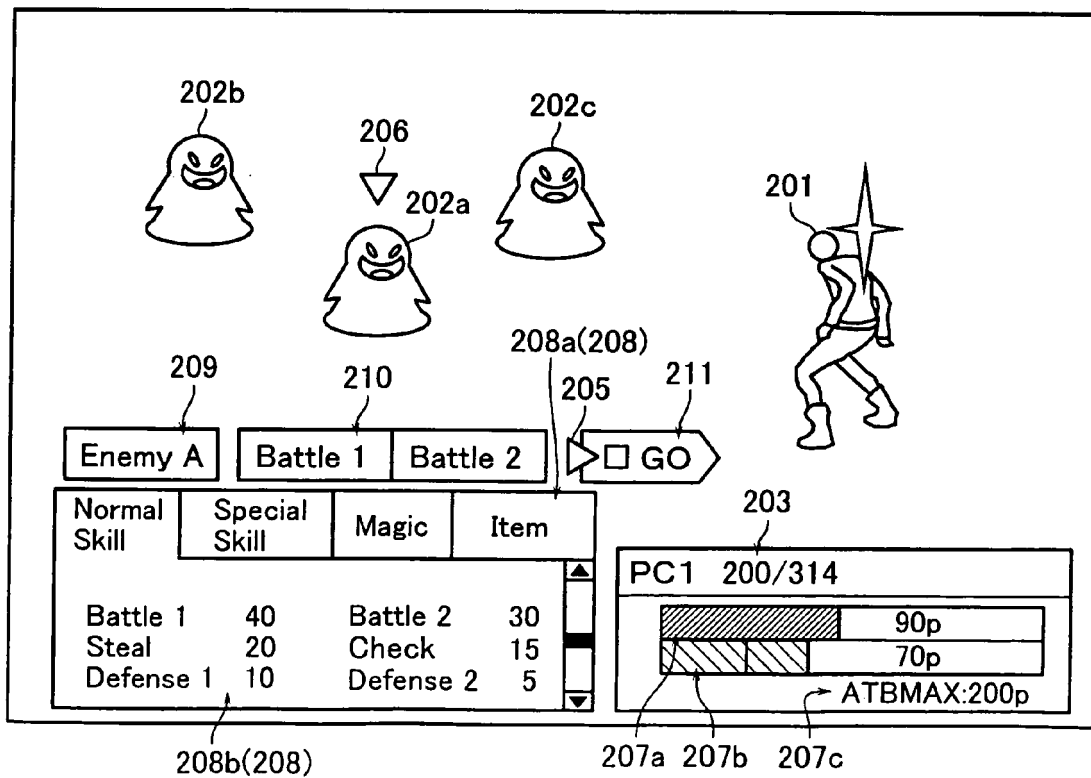 202b
202c
206
202a
201
208a(208)
209
210
205
211
Enemy A
Battle 1
Battle 2
□ GO
Normal Skill
Special Skill
Magic
Item
203
PC1 200/314
Battle 1 40 Battle 2 30
Steal 20 Check 15
Defense 1 10 Defense 2 5
90p
70p
ATBMAX:200p
208b(208)
207a 207b 207c